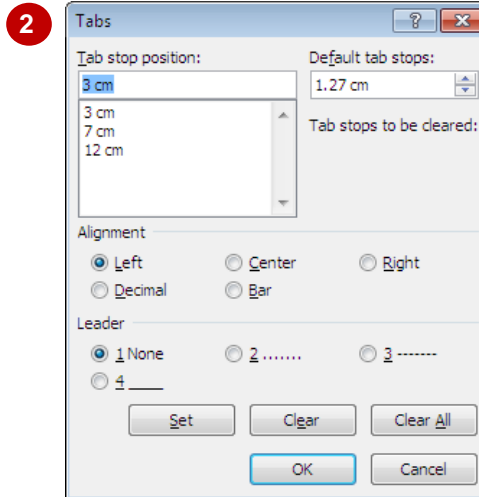 2
Tabs
Tab stop position: Default tab stops:
3 cm 1.27 cm
3 cm
7 cm
12 cm
Tab stops to be cleared:
Alignment
Left Center Right
Decimal Bar
Leader
1 None 2 ....... 3 -------
4 ____
Set Clear Clear All
OK Cancel